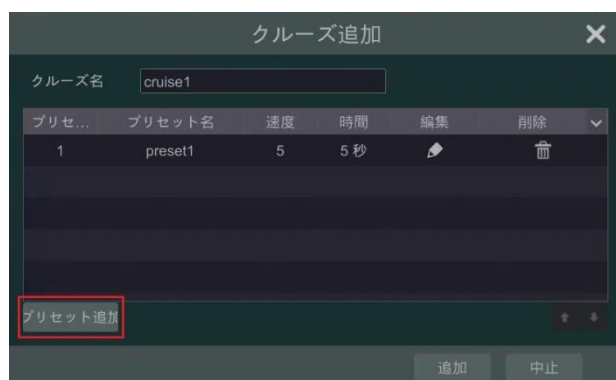 クルーズ追加
クルーズ名 cruise1
プリセ... プリセット名 速度 時間 編集 削除
1 preset1 5 5 秒
プリセット追加
追加 中止